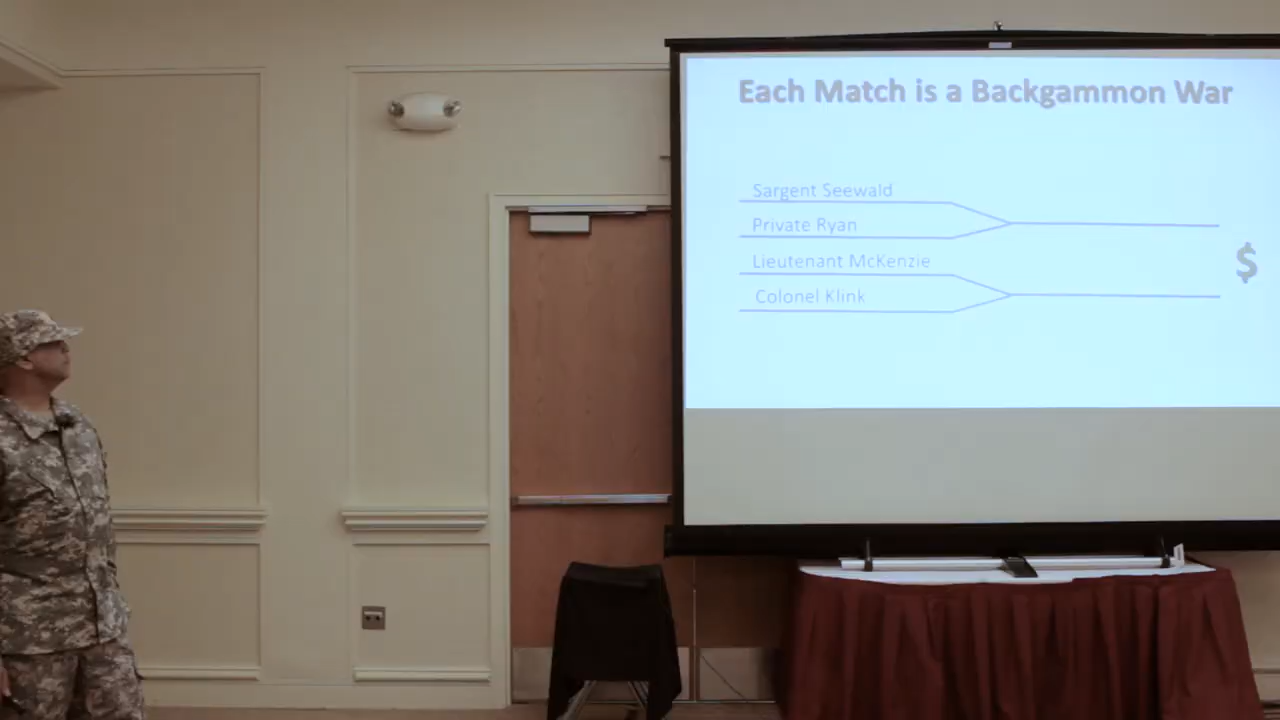 Each Match is a Backgammon War
Sargent Seewald
Private Ryan
Lieutenant McKenzie
Colonel Klink
$